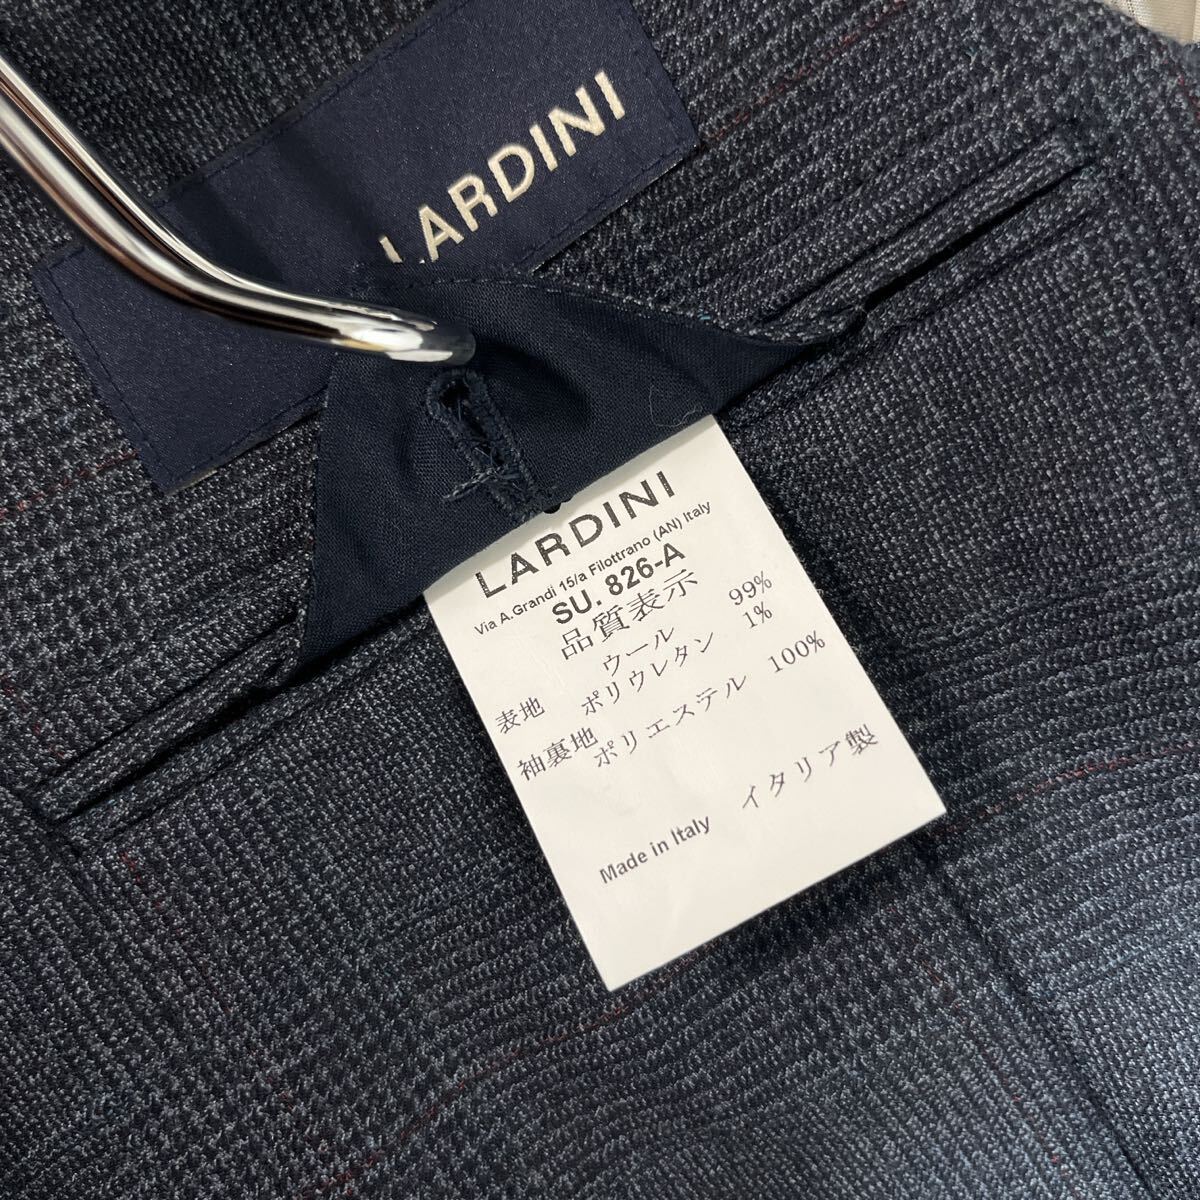 LARDINI
LARDINI
Via A.Grandi 15/a Filottrano (AN) Italy
SU. 826-A
品質表示
表地 ウール 99%
ポリウレタン 1%
袖裏地 ポリエステル 100%
イタリア製
Made in Italy